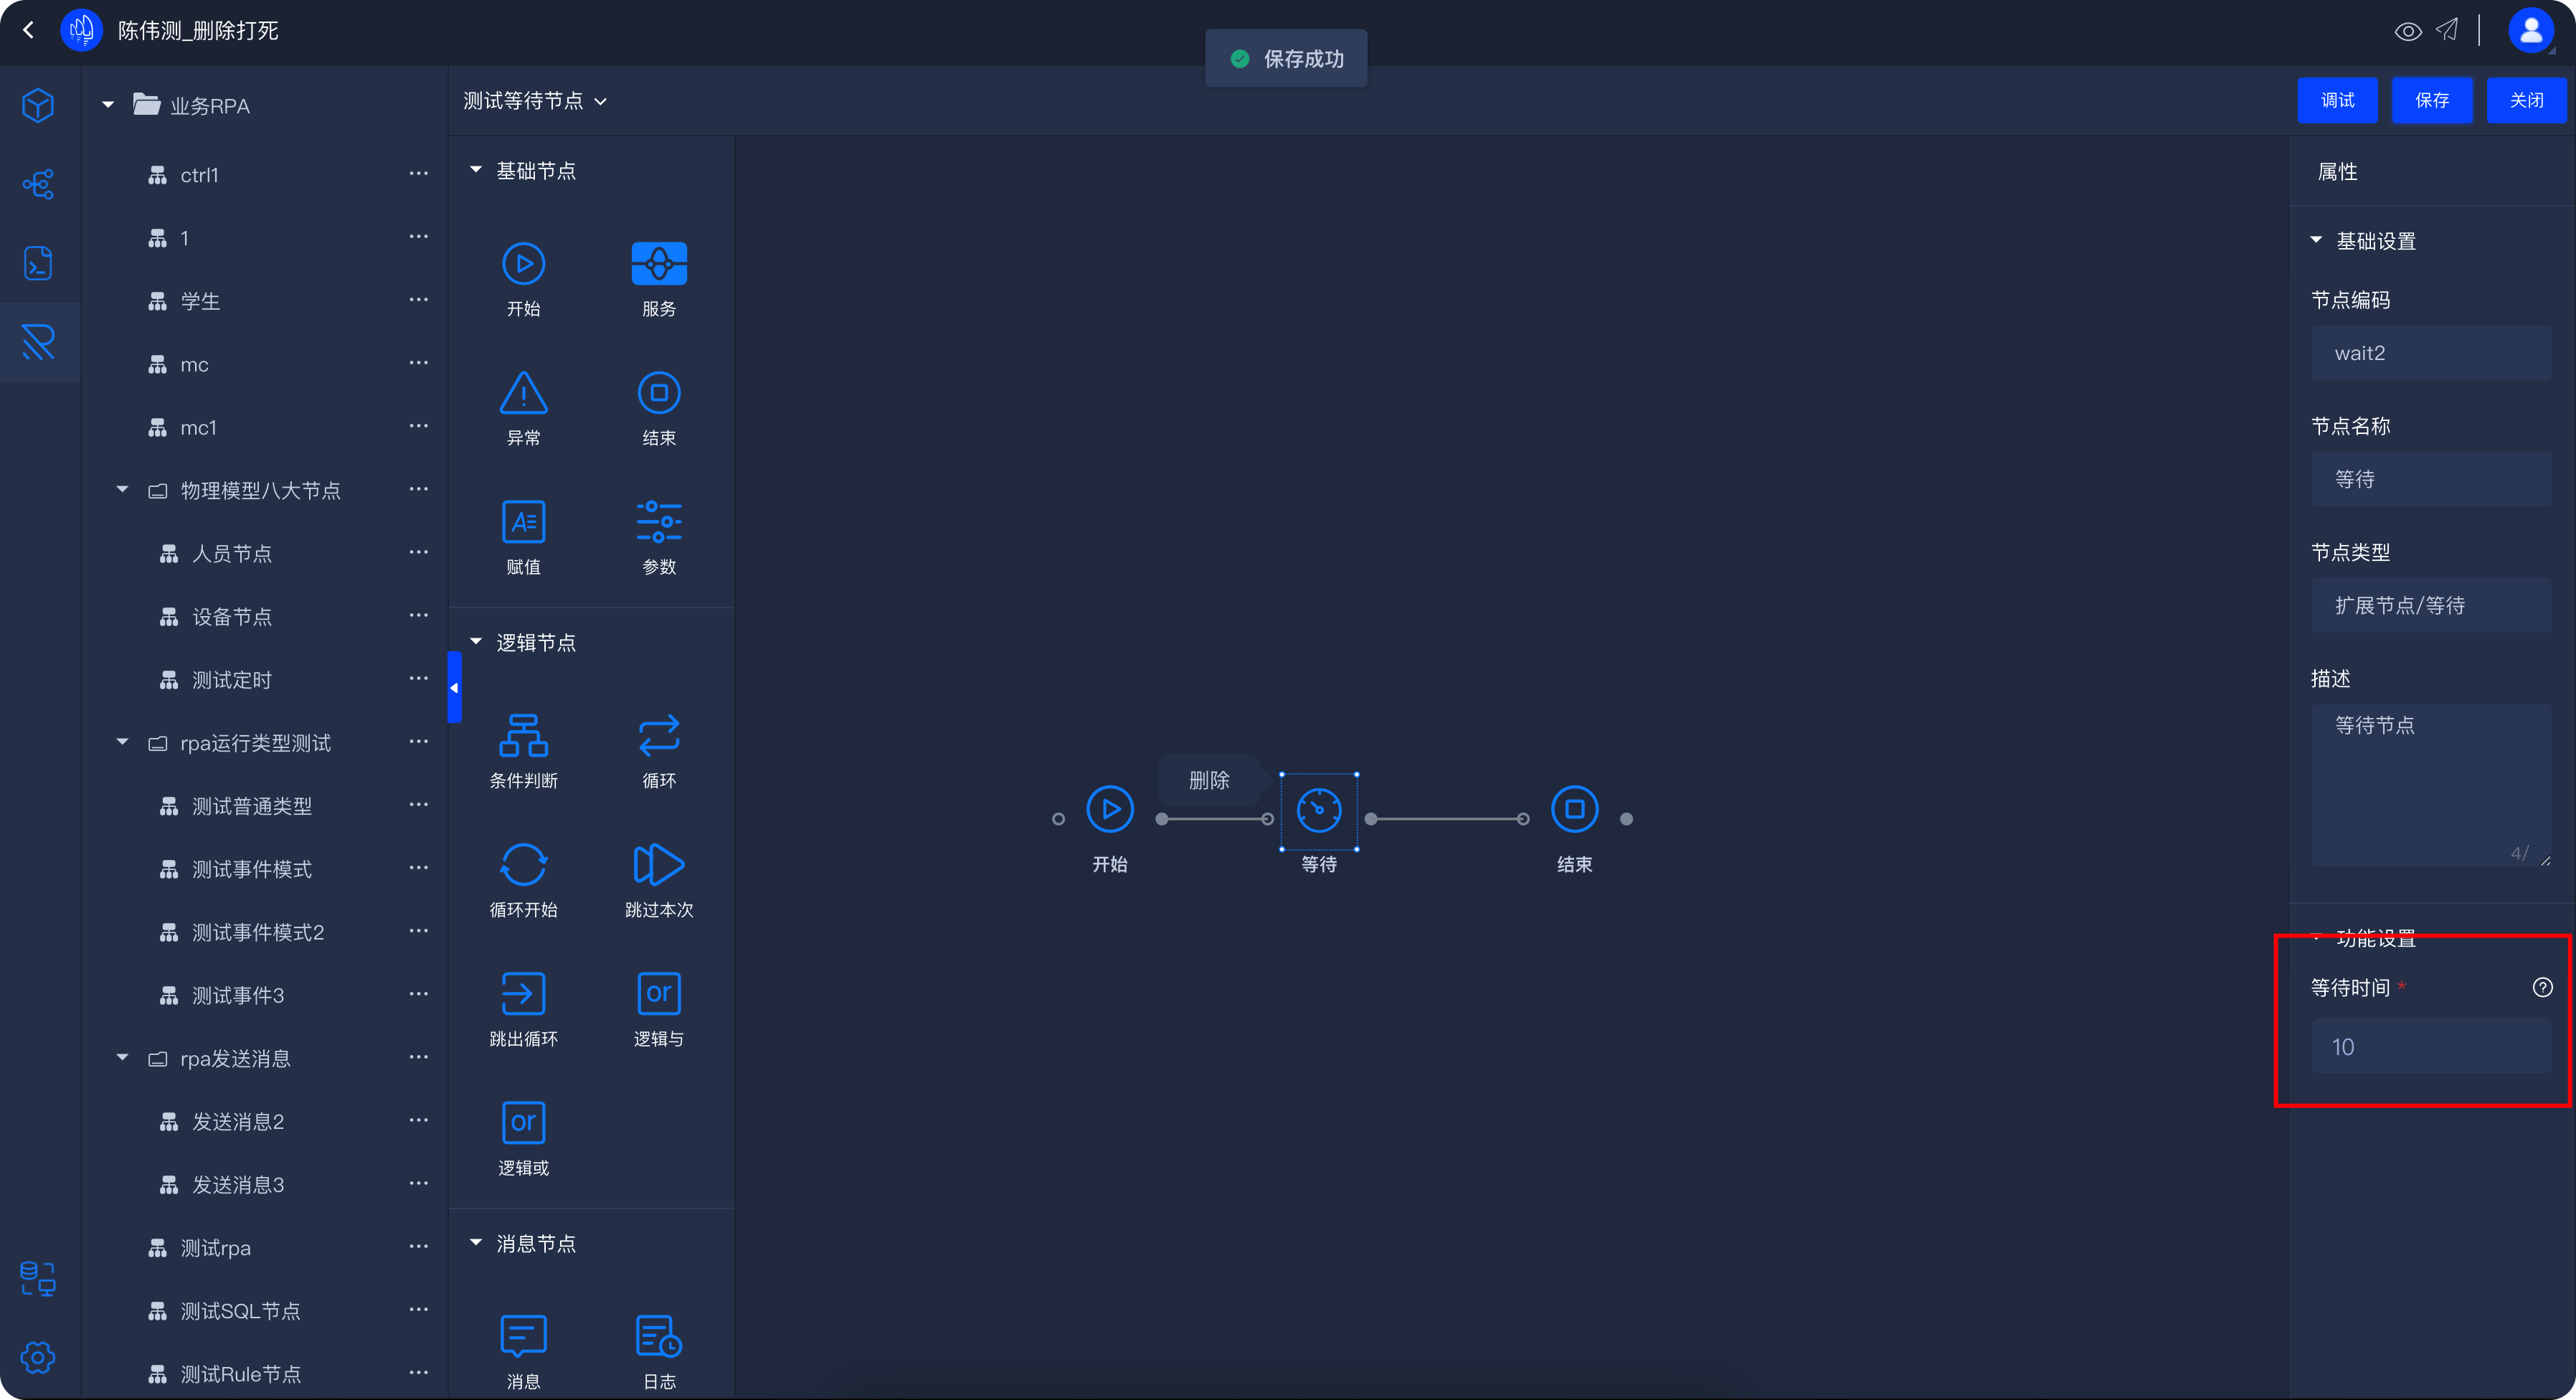 陈伟测_删除打死
保存成功
业务RPA
ctrl1
1
学生
mc
mc1
物理模型八大节点
人员节点
设备节点
测试定时
rpa运行类型测试
测试普通类型
测试事件模式
测试事件模式2
测试事件3
rpa发送消息
发送消息2
发送消息3
测试rpa
测试SQL节点
测试Rule节点
测试等待节点
调试
保存
关闭
基础节点
开始
服务
异常
结束
赋值
参数
逻辑节点
条件判断
循环
循环开始
跳过本次
跳出循环
or
逻辑与
or
逻辑或
消息节点
消息
日志
删除
开始
等待
结束
属性
基础设置
节点编码
wait2
节点名称
等待
节点类型
扩展节点/等待
描述
等待节点
4/
功能设置
等待时间 *
10